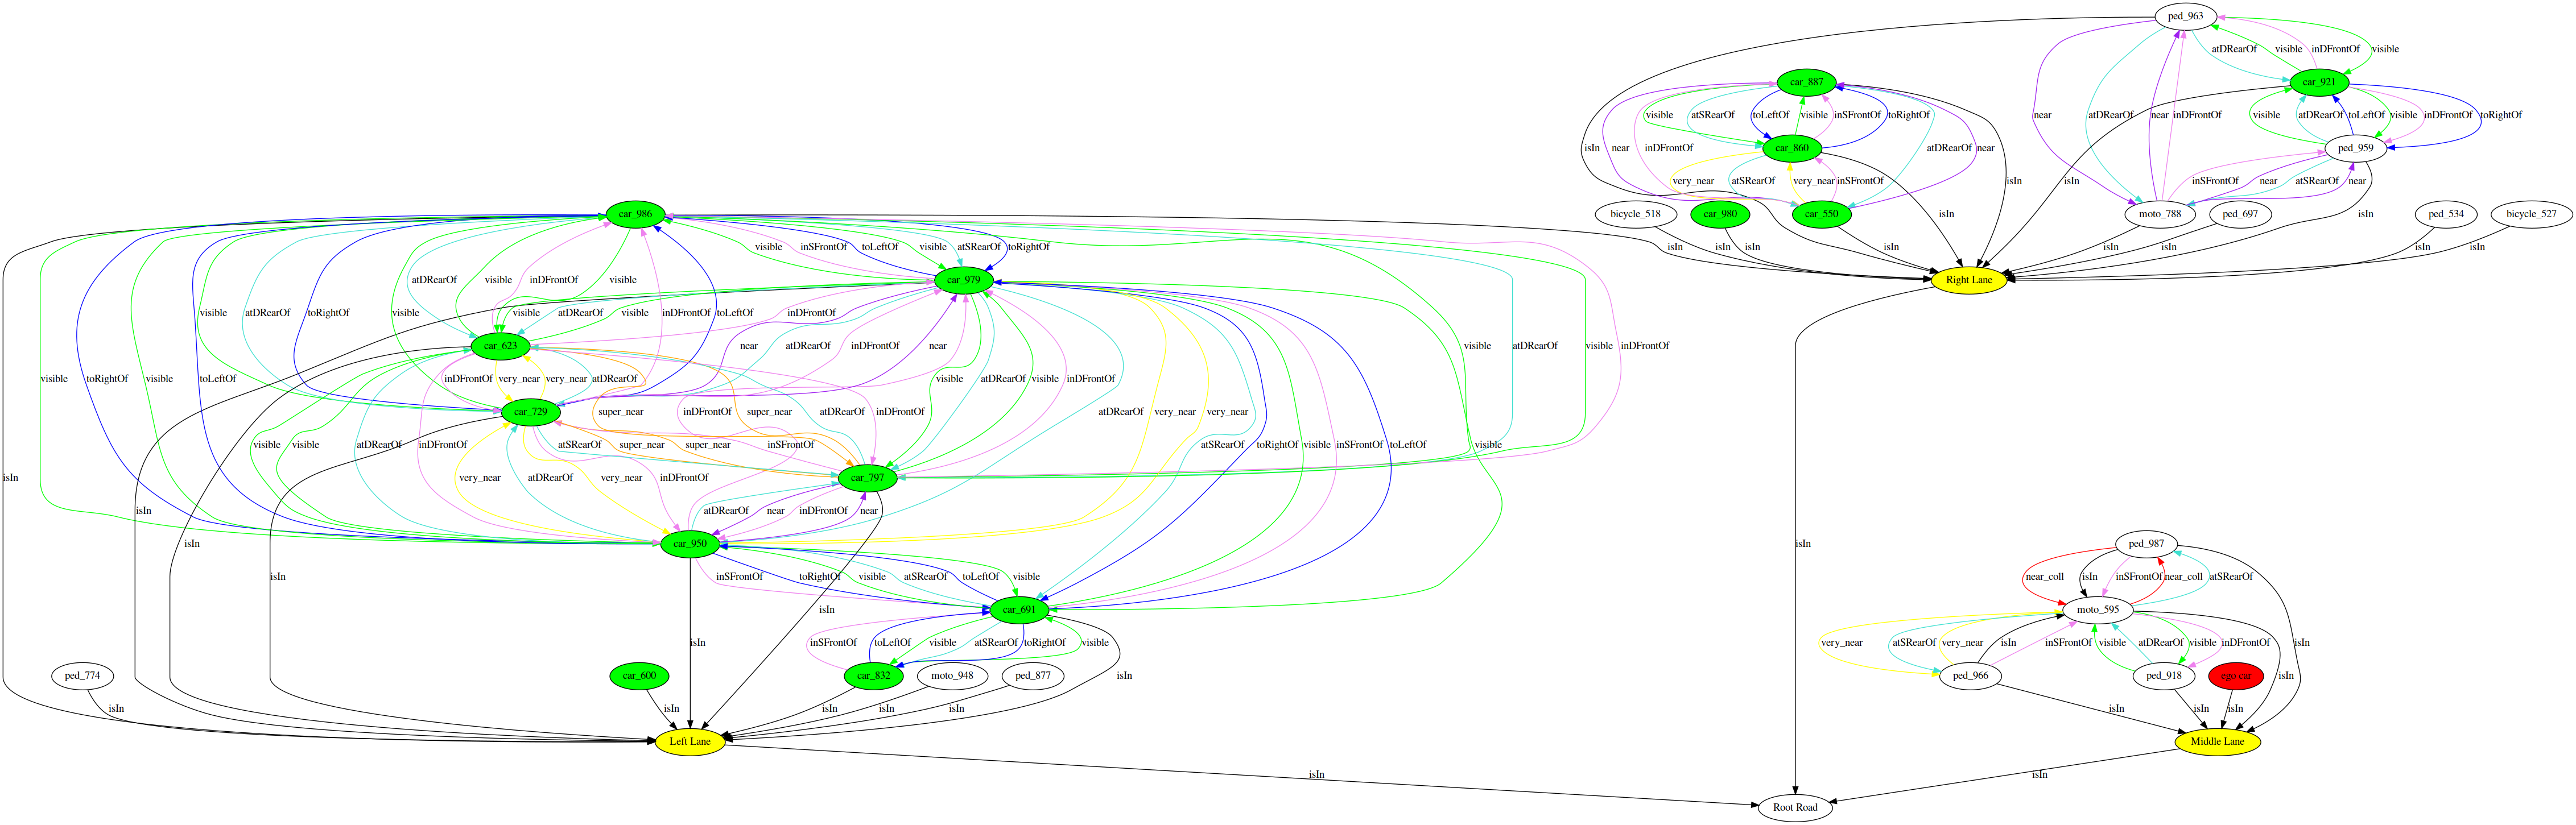 ped_963
atDRearOf visible inDFrontOf visible
car_887 car_921
visible atSRearOf toLeftOf visible inSFrontOf toRightOf near atDRearOf near inDFrontOf visible atDRearOf toLeftOf visible inDFrontOf toRightOf
isIn near inDFrontOf car_860 atDRearOf near ped_959
very_near atSRearOf very_near inSFrontOf isIn isIn inSFrontOf near atSRearOf near
car_986 bicycle_518 car_980 car_550 moto_788 ped_697 ped_534 bicycle_527
isIn isIn isIn isIn isIn isIn isIn isIn
visible inSFrontOf toLeftOf visible atSRearOf toRightOf isIn isIn
atDRearOf visible inDFrontOf visible car_979 Right Lane
visible atDRearOf toRightOf visible visible atDRearOf visible inDFrontOf toLeftOf inDFrontOf
car_623 near atDRearOf inDFrontOf near visible atDRearOf visible inDFrontOf
visible toRightOf visible toLeftOf inDFrontOf very_near very_near atDRearOf visible atDRearOf visible inDFrontOf
car_729 super_near super_near atDRearOf inDFrontOf inDFrontOf atDRearOf very_near very_near
visible visible atDRearOf inDFrontOf atSRearOf super_near super_near inSFrontOf atSRearOf toRightOf visible inSFrontOf toLeftOf visible
isIn very_near atDRearOf very_near inDFrontOf car_797
isIn atDRearOf near inDFrontOf near
isIn car_950 isIn ped_987
isIn inSFrontOf toRightOf visible atSRearOf toLeftOf visible near_coll isIn inSFrontOf near_coll atSRearOf
isIn car_691 moto_595
isIn inSFrontOf toLeftOf visible atSRearOf toRightOf visible very_near atSRearOf very_near isIn inSFrontOf visible atDRearOf visible inDFrontOf isIn
ped_774 car_600 car_832 moto_948 ped_877 isIn ped_966 ped_918 ego car isIn
isIn isIn isIn isIn isIn isIn isIn isIn
Left Lane Middle Lane
isIn isIn
Root Road